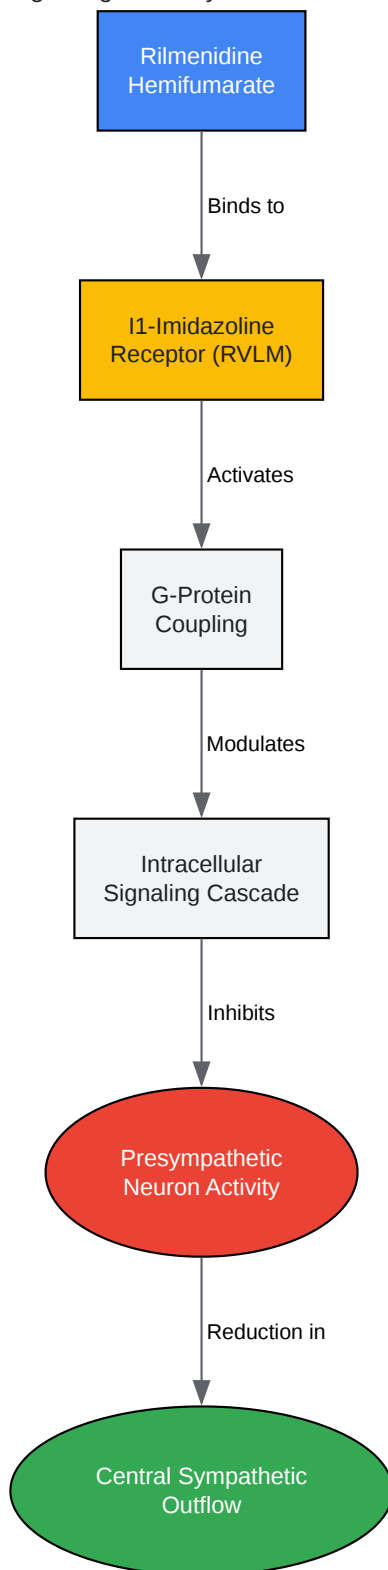 Rilmenidine
Hemifumarate
Binds to
I1-Imidazoline
Receptor (RVLM)
Activates
G-Protein
Coupling
Modulates
Intracellular
Signaling Cascade
Inhibits
Presympathetic
Neuron Activity
Reduction in
Central Sympathetic
Outflow